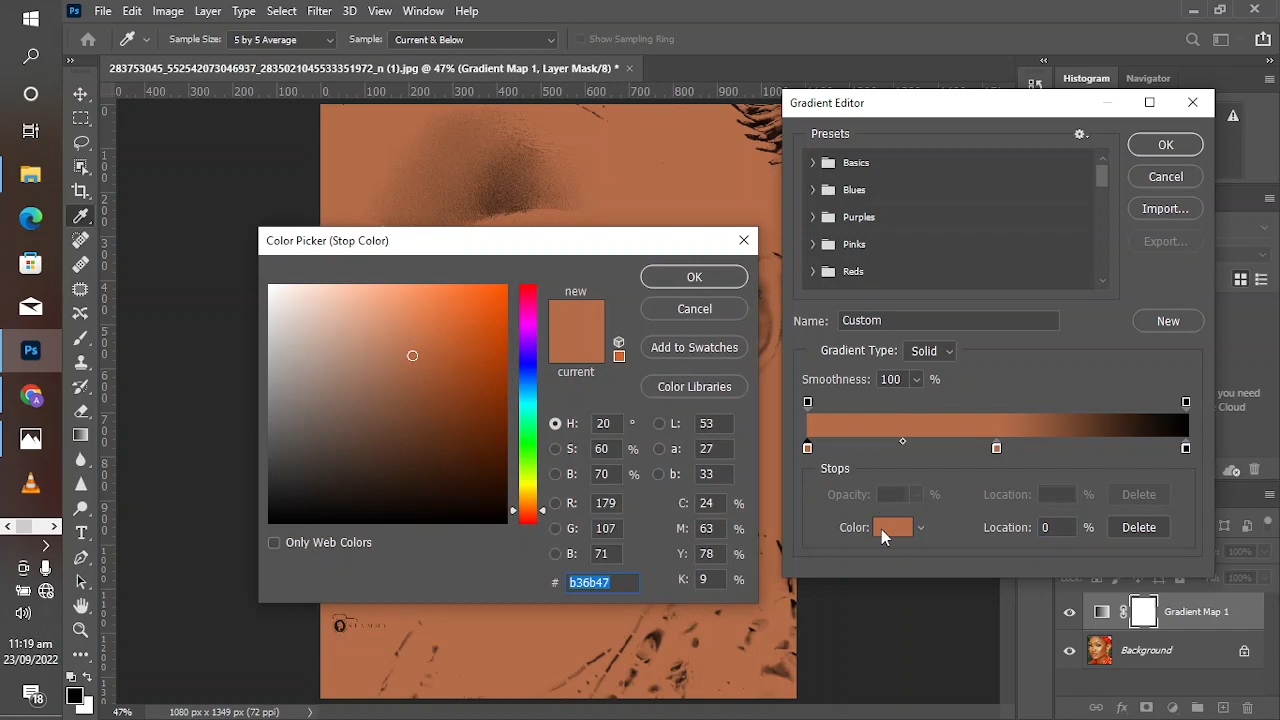 Ps File Edit Image Layer Type Select Filter 3D View Window Help
Sample Size: 5 by 5 Average Sample: Current & Below Show Sampling Ring
283753045_552542073046937_2835021045533351972_n (1).jpg @ 47% (Gradient Map 1, Layer Mask/8) * ×
Histogram Navigator
Gradient Editor
Presets
Basics
Blues
Purples
Pinks
Reds
OK
Cancel
Import...
Export...
Name: Custom
New
Gradient Type: Solid
Smoothness: 100 %
Stops
Opacity: % Location: % Delete
Color: Location: 0 % Delete
Color Picker (Stop Color)
new
current
OK
Cancel
Add to Swatches
Color Libraries
H: 20 °
S: 60 %
B: 70 %
R: 179
G: 107
B: 71
L: 53
a: 27
b: 33
C: 24 %
M: 63 %
Y: 78 %
K: 9 %
# b36b47
Only Web Colors
you need
Cloud
Gradient Map 1
Background
Ps
11:19 am
23/09/2022
18
47% 1080 px x 1349 px (72 ppi)